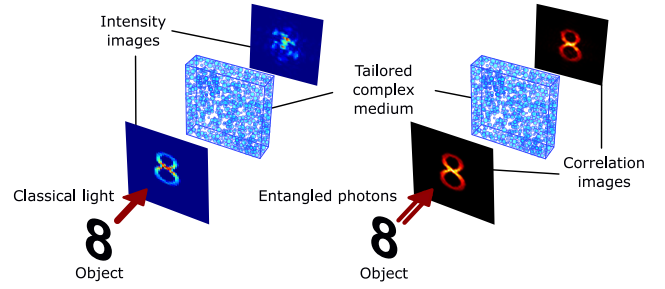 Intensity
images
Tailored
complex
medium
Correlation
images
Classical light
Entangled photons
8
Object
8
Object